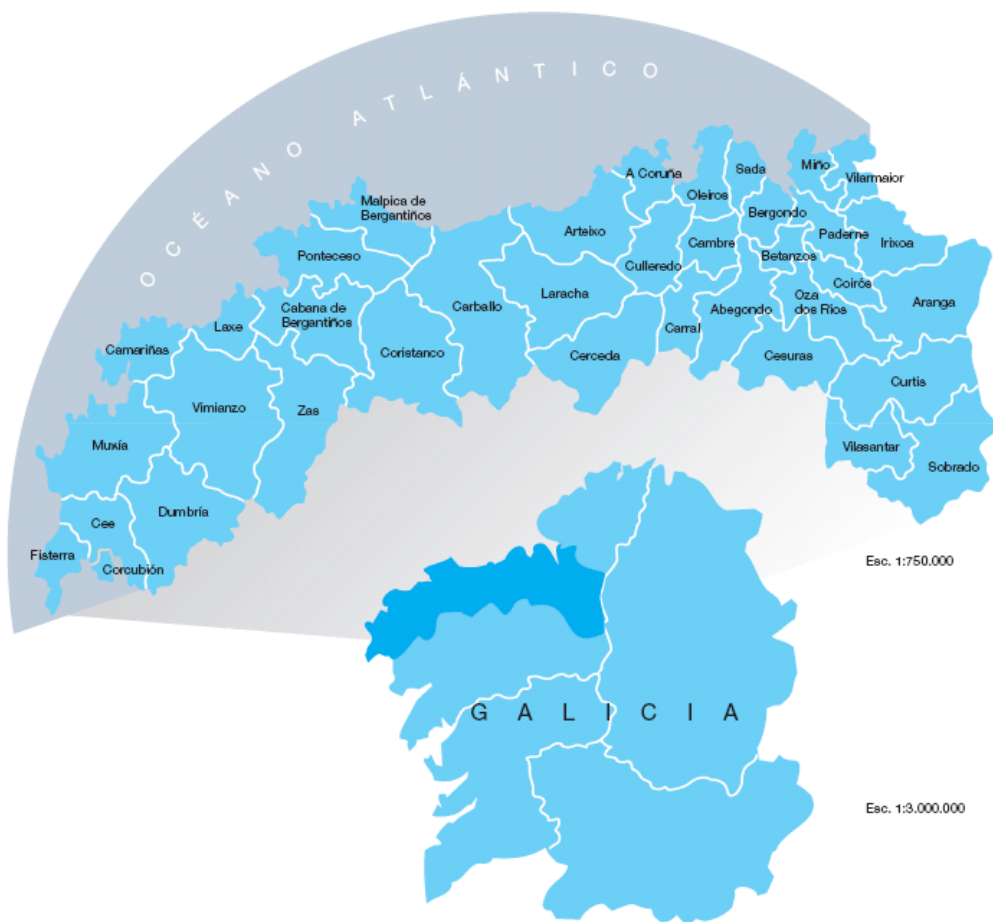 OCÉANO ATLÁNTICO
A Coruña
Sada
Miño
Vilarmaior
Malpica de
Bergantiños
Oleiros
Bergondo
Arteixo
Paderne
Irixoa
Ponteceso
Cambre
Betanzos
Culleredo
Coirós
Laracha
Oza
dos Ríos
Aranga
Cabana de
Bergantiños
Carballo
Abegondo
Laxe
Carral
Camariñas
Coristanco
Cerceda
Cesuras
Curtis
Vimianzo
Zas
Muxía
Vilasantar
Sobrado
Dumbría
Cee
Fisterra
Corcubión
Esc. 1:750.000
GALICIA
Esc. 1:3.000.000